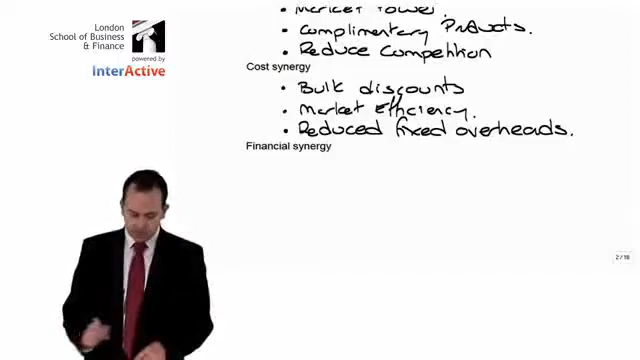 London
School of Business
& Finance
powered by
InterActive
• Market Power.
• Complimentary Products.
• Reduce Competition
Cost synergy
• Bulk discounts
• Market Efficiency.
• Reduced fixed overheads.
Financial synergy
2 / 18